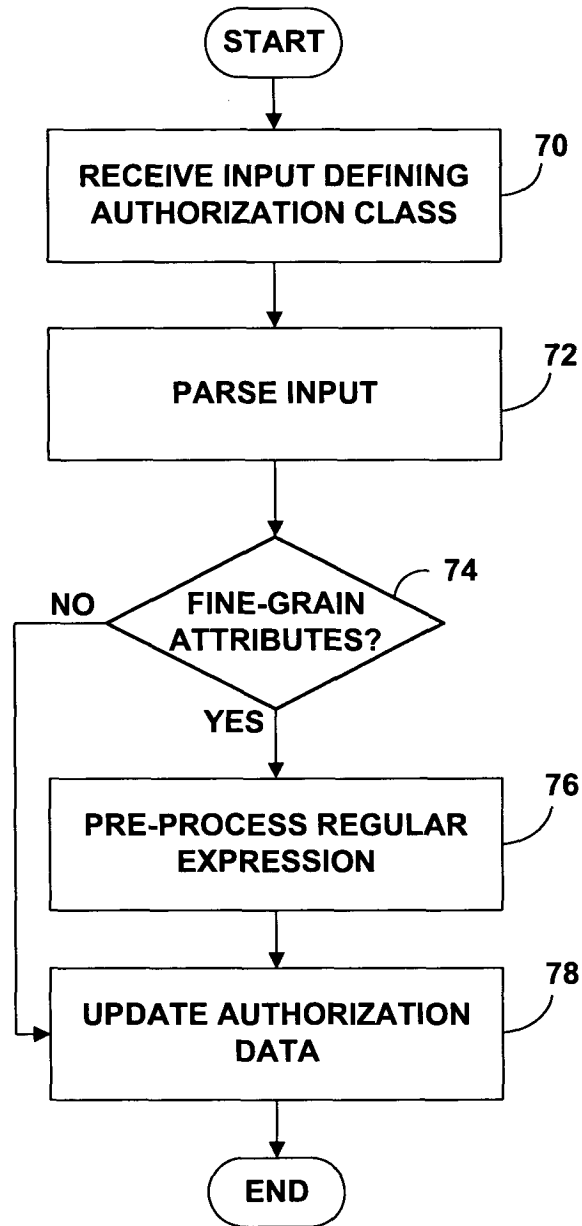 START
RECEIVE INPUT DEFINING
AUTHORIZATION CLASS
70
PARSE INPUT
72
FINE-GRAIN
ATTRIBUTES?
74
NO
YES
PRE-PROCESS REGULAR
EXPRESSION
76
UPDATE AUTHORIZATION
DATA
78
END